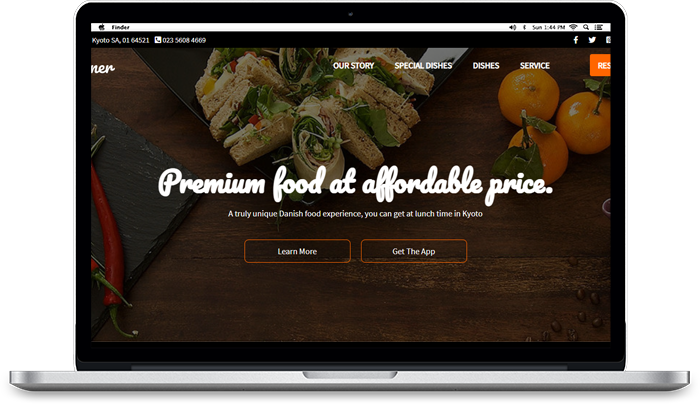 Finder
Sun 1:44 PM
Kyoto SA, 01 64521 023 5608 4669
ner
OUR STORY
SPECIAL DISHES
DISHES
SERVICE
RES
Premium food at affordable price.
A truly unique Danish food experience, you can get at lunch time in Kyoto
Learn More
Get The App